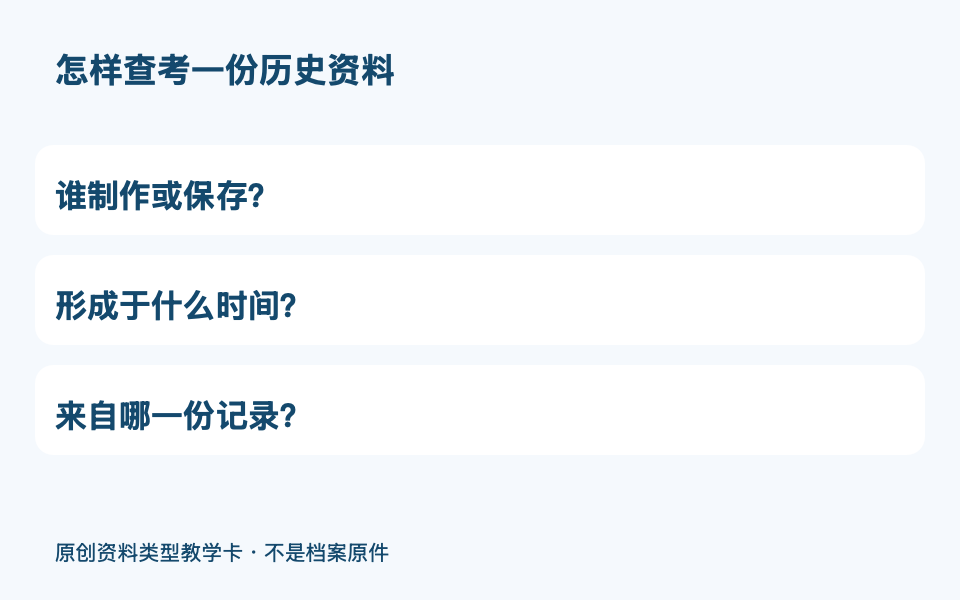 怎样查考一份历史资料
谁制作或保存?
形成于什么时间?
来自哪一份记录?
原创资料类型教学卡 · 不是档案原件